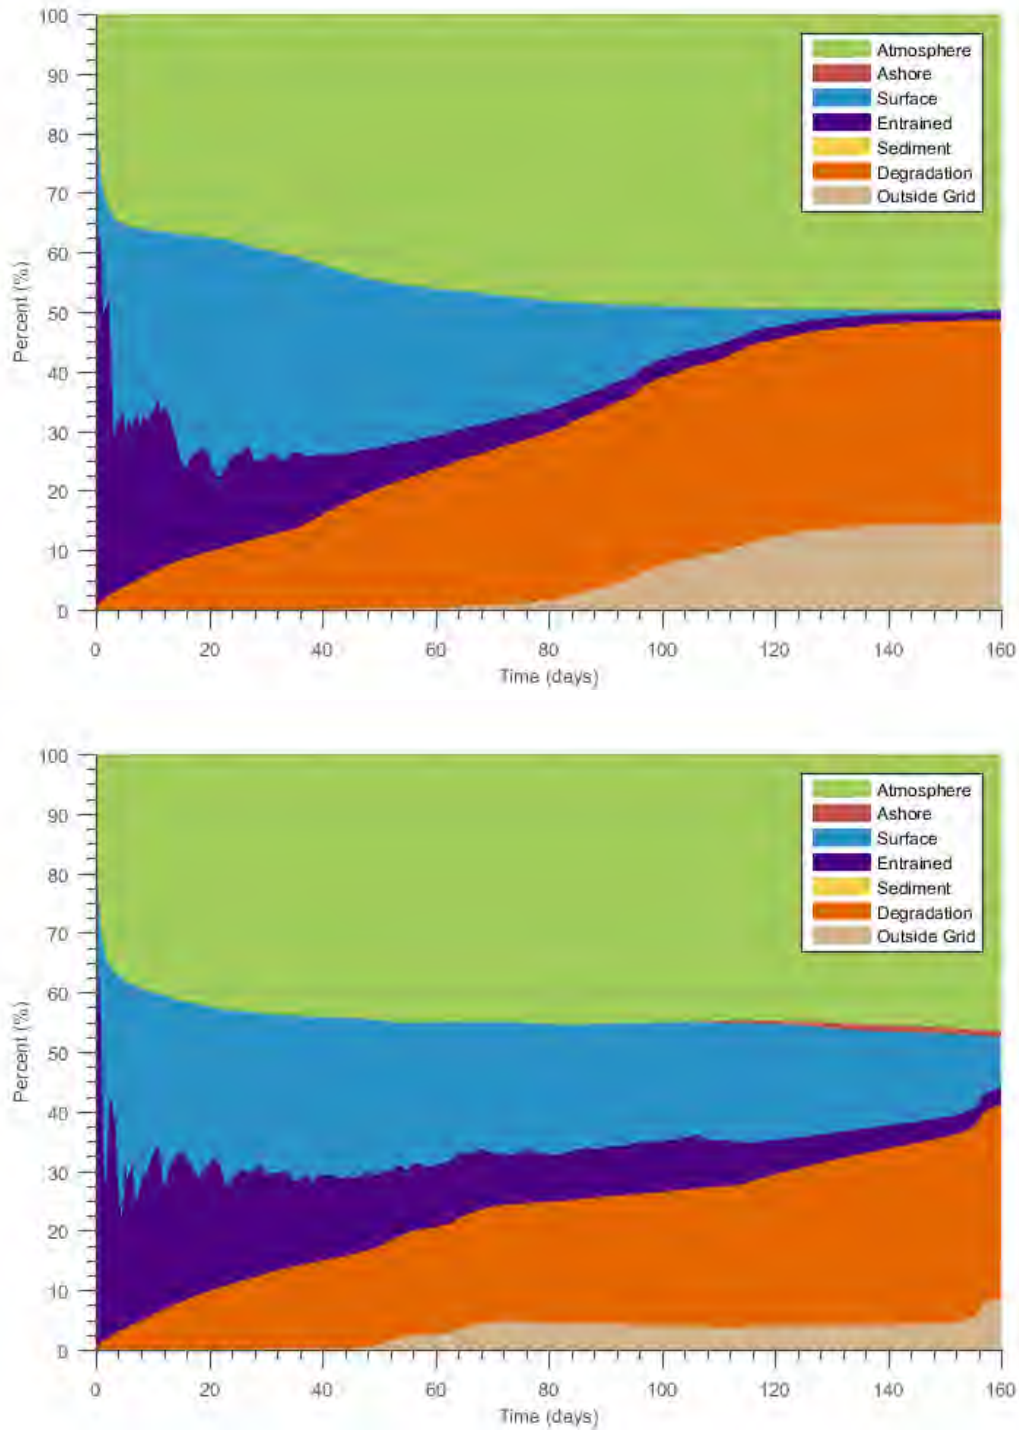 100
90
80
70
60
50
40
30
20
10
0
Percent (%)
Atmosphere
Ashore
Surface
Entrained
Sediment
Degradation
Outside Grid
0 20 40 60 80 100 120 140 160
Time (days)
100
90
80
70
60
50
40
30
20
10
0
Percent (%)
Atmosphere
Ashore
Surface
Entrained
Sediment
Degradation
Outside Grid
0 20 40 60 80 100 120 140 160
Time (days)